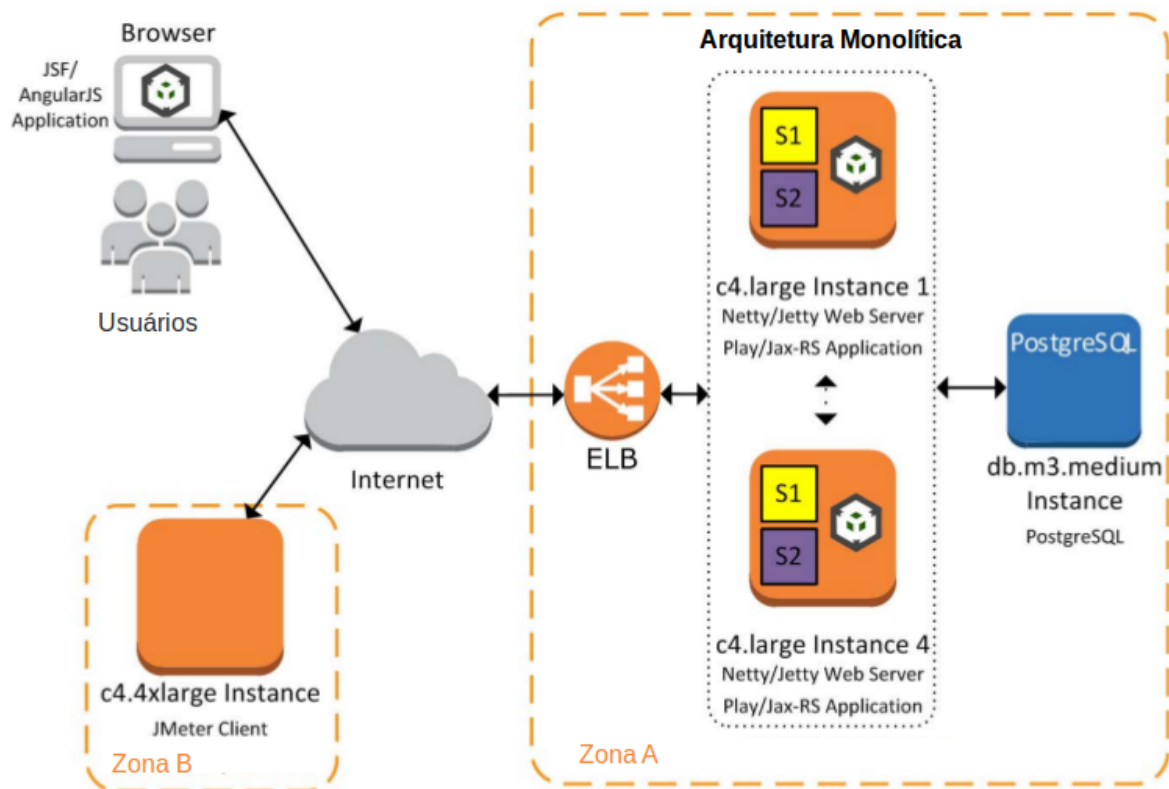 Browser
JSF/
AngularJS
Application
Usuários
Internet
c4.4xlarge Instance
JMeter Client
Zona B
Arquitetura Monolítica
S1
S2
c4.large Instance 1
Netty/Jetty Web Server
Play/Jax-RS Application
ELB
S1
S2
c4.large Instance 4
Netty/Jetty Web Server
Play/Jax-RS Application
PostgreSQL
db.m3.medium
Instance
PostgreSQL
Zona A